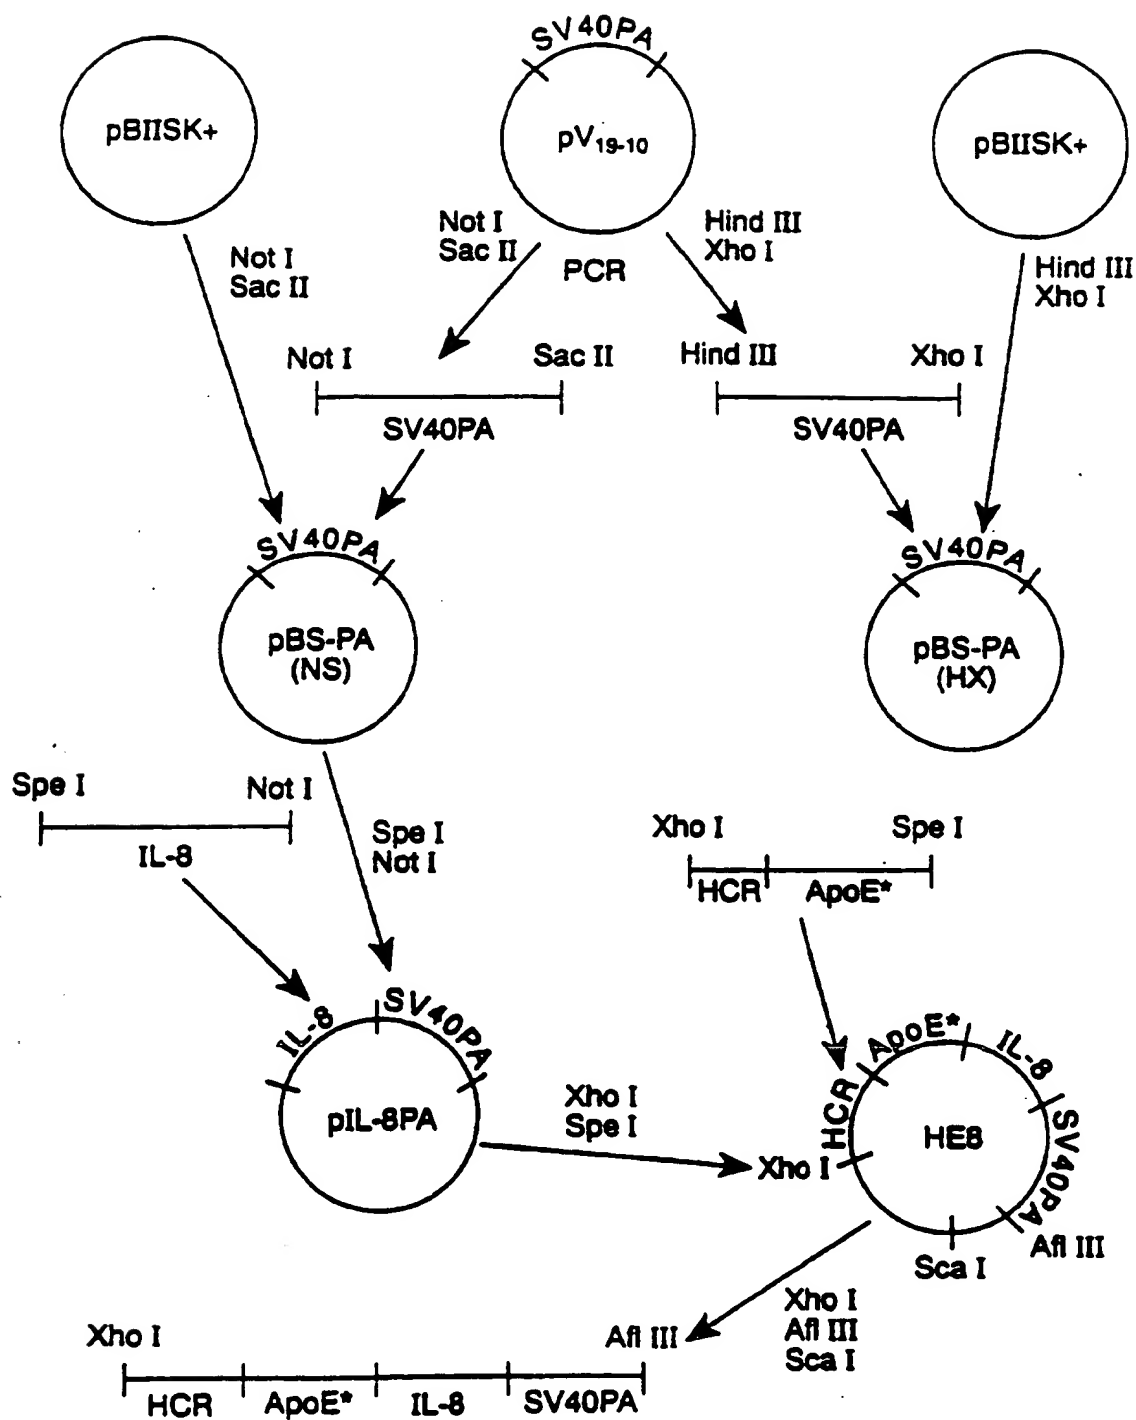 SV40PA
pBIISK+
pV19-10
pBIISK+
Not I
Sac II
Hind III
Xho I
PCR
Not I
Sac II
Hind III
Xho I
Not I
Sac II
Hind III
Xho I
SV40PA
SV40PA
SV40PA
SV40PA
pBS-PA
(NS)
pBS-PA
(HX)
Spe I
Not I
IL-8
Spe I
Not I
Xho I
Spe I
HCR
ApoE*
IL-8
SV40PA
pIL-8PA
Xho I
Spe I
HCR
ApoE*
IL-8
SV40PA
HE8
Xho I
Sca I
Afl III
Xho I
Afl III
Sca I
Xho I
Afl III
HCR
ApoE*
IL-8
SV40PA